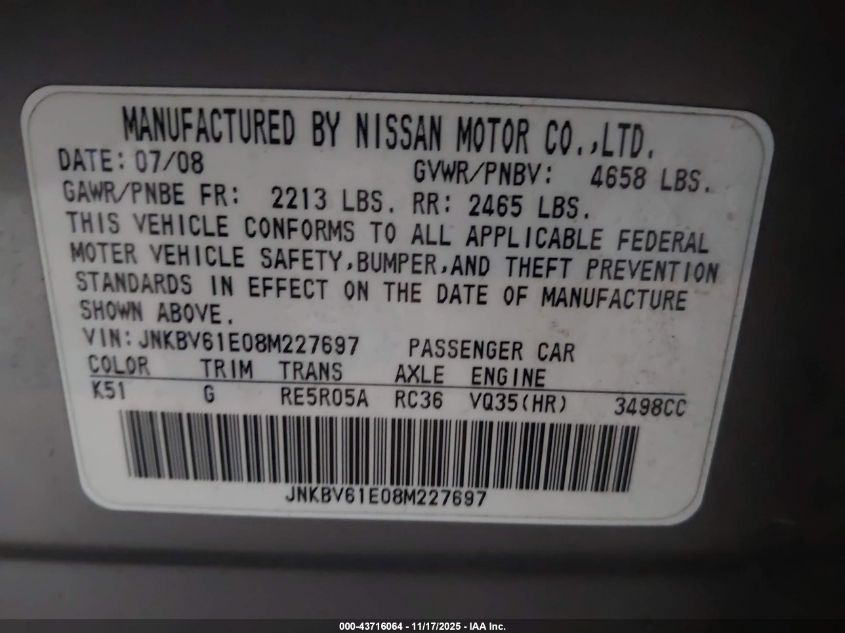 MANUFACTURED BY NISSAN MOTOR CO.,LTD.
DATE: 07/08 GVWR/PNBV: 4658 LBS.
GAWR/PNBE FR: 2213 LBS. RR: 2465 LBS.
THIS VEHICLE CONFORMS TO ALL APPLICABLE FEDERAL
MOTER VEHICLE SAFETY,BUMPER,AND THEFT PREVENTION
STANDARDS IN EFFECT ON THE DATE OF MANUFACTURE
SHOWN ABOVE.
VIN: JNKBV61E08M227697 PASSENGER CAR
COLOR TRIM TRANS AXLE ENGINE
K51 G RE5R05A RC36 VQ35(HR) 3498CC
JNKBV61E08M227697
000-43716064 - 11/17/2025 - IAA Inc.